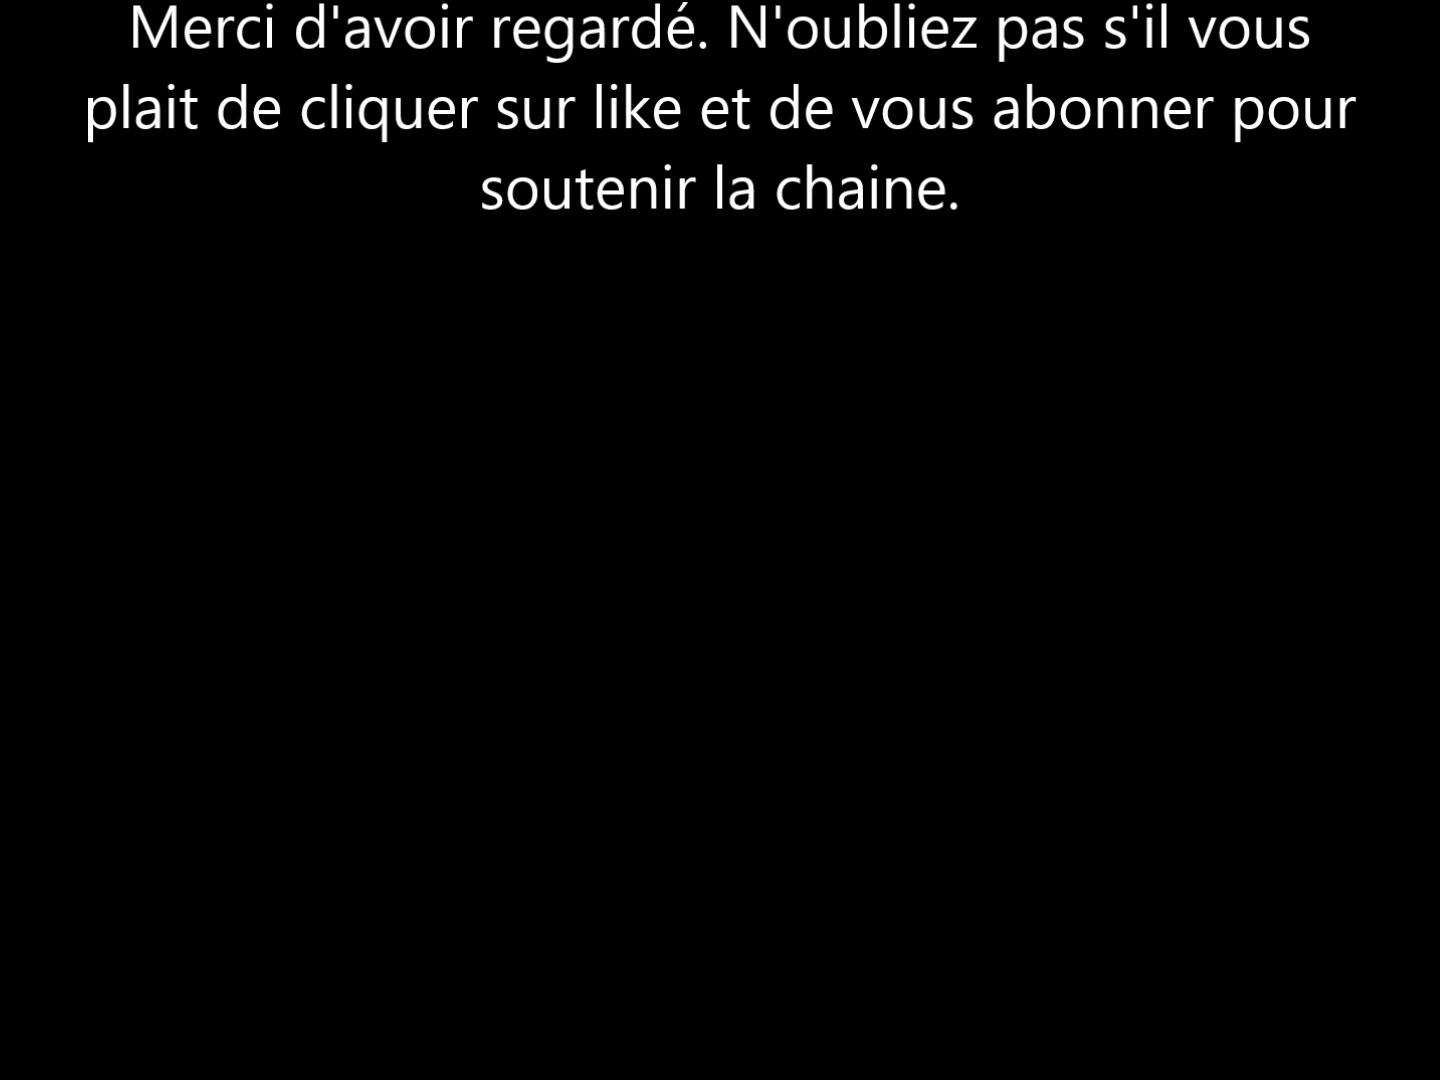 Merci d'avoir regardé. N'oubliez pas s'il vous
plait de cliquer sur like et de vous abonner pour
soutenir la chaine.